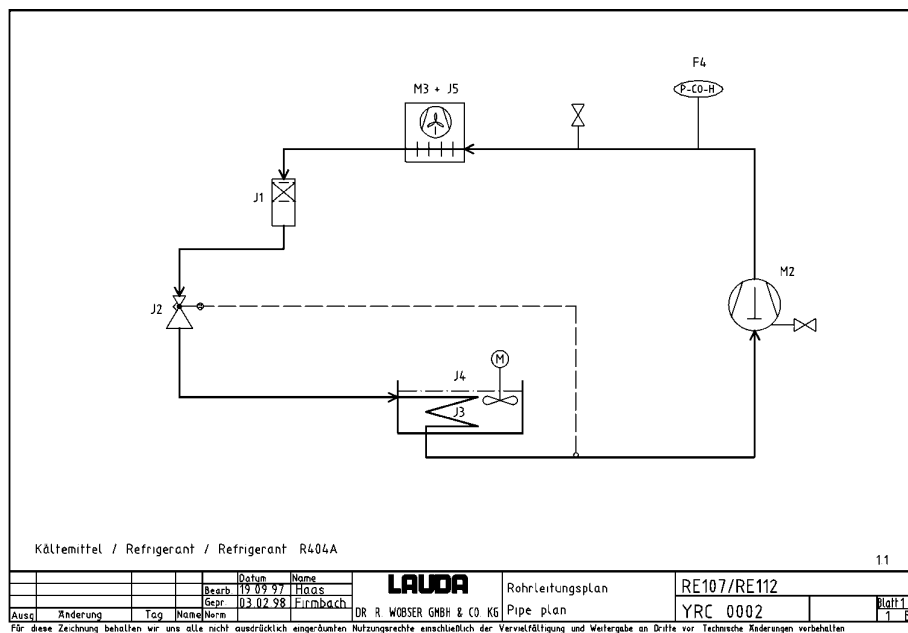 F4
P-CO-H
M3 + J5
J1
M2
J2
M
J4
J3
Kältemittel / Refrigerant / Refrigerant R404A
1.1
Datum Name
Bearb. 19.09.97 Haas
Gepr. 03.02.98 Firmbach
Ausg Änderung Tag Name Norm
LAUDA
DR. R. WOBSER GMBH & CO. KG
Rohrleitungsplan
Pipe plan
RE107/RE112
YRC 0002
Blatt 1
1
Für diese Zeichnung behalten wir uns alle nicht ausdrücklich eingeräumten Nutzungsrechte einschließlich der Vervielfältigung und Weitergabe an Dritte vor. Technische Änderungen vorbehalten